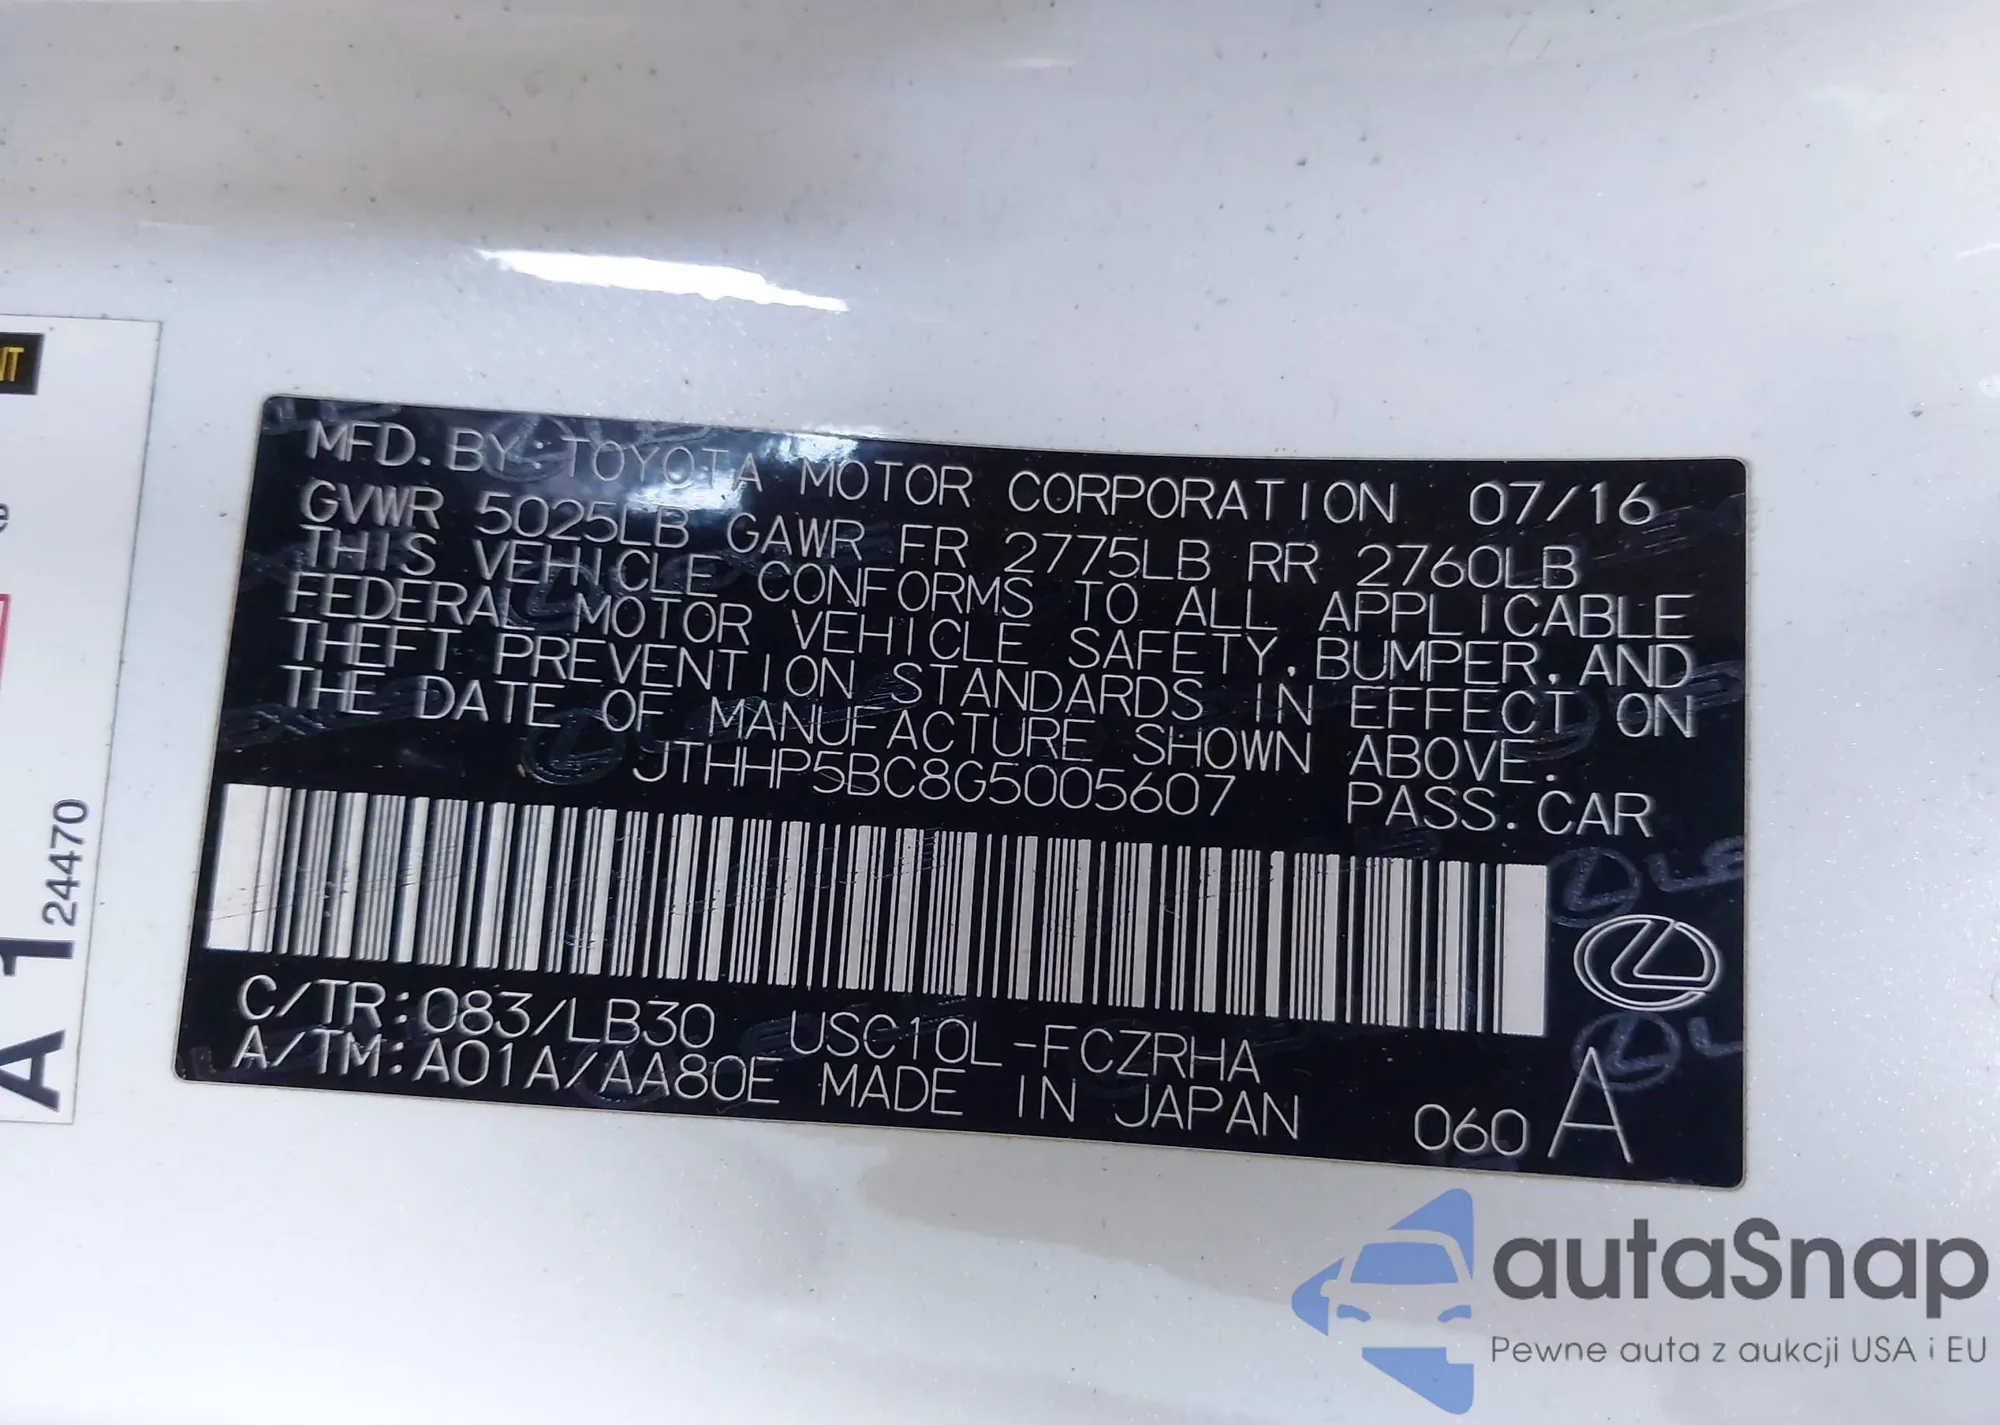 NT
A 1 24470
MFD. BY: TOYOTA MOTOR CORPORATION 07/16
GVWR 5025LB GAWR FR 2775LB RR 2760LB
THIS VEHICLE CONFORMS TO ALL APPLICABLE
FEDERAL MOTOR VEHICLE SAFETY, BUMPER, AND
THEFT PREVENTION STANDARDS IN EFFECT ON
THE DATE OF MANUFACTURE SHOWN ABOVE.
JTHHP5BC8G5005607 PASS. CAR
C/TR: 083/LB30 USC10L-FCZRHA
A/TM: A01A/AA80E MADE IN JAPAN 060 A
autaSnap
Pewne auta z aukcji USA i EU